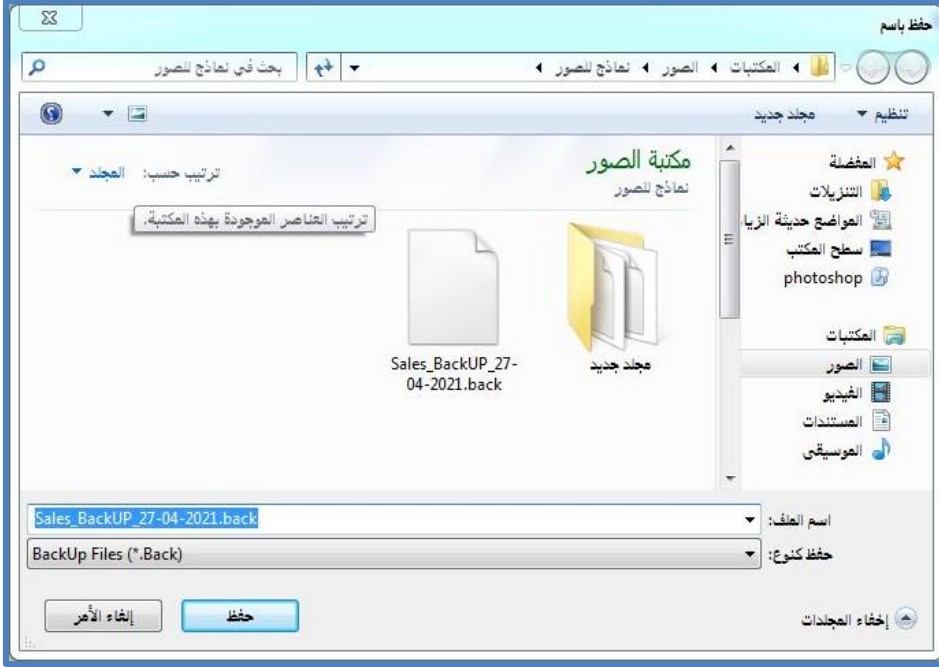 حفظ باسم
المكتبات
الصور
نماذج للصور
بحث في نماذج للصور
تنظيم
مجلد جديد
المفضلة
التنزيلات
المواضع حديثة الزيا
سطح المكتب
photoshop
المكتبات
الصور
الفيديو
المستندات
الموسيقى
مكتبة الصور
نماذج للصور
ترتيب حسب: المجلد
ترتيب العناصر الموجودة بهذه المكتبة.
مجلد جديد
Sales_BackUP_27-
04-2021.back
اسم الملف:
Sales_BackUP_27-04-2021.back
حفظ كنوع:
BackUp Files (*.Back)
إخفاء المجلدات
حفظ
إلغاء الأمر